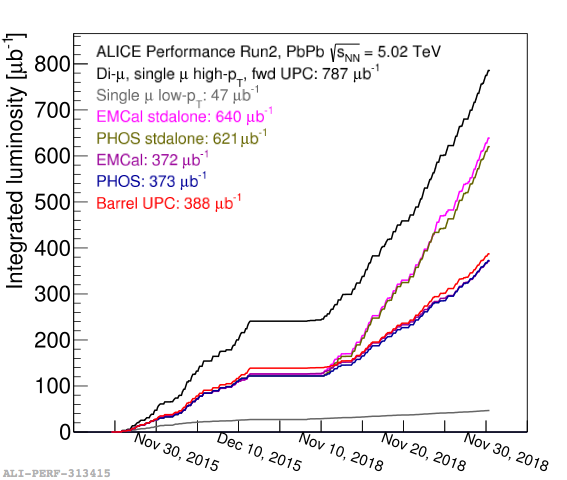 ALICE Performance Run2, PbPb √s_NN = 5.02 TeV
Di-μ, single μ high-p_T, fwd UPC: 787 μb⁻¹
Single μ low-p_T: 47 μb⁻¹
EMCal stdalone: 640 μb⁻¹
PHOS stdalone: 621 μb⁻¹
EMCal: 372 μb⁻¹
PHOS: 373 μb⁻¹
Barrel UPC: 388 μb⁻¹
Integrated luminosity [μb⁻¹]
800
700
600
500
400
300
200
100
0
Nov 30, 2015
Dec 10, 2015
Nov 10, 2018
Nov 20, 2018
Nov 30, 2018
ALI-PERF-313415